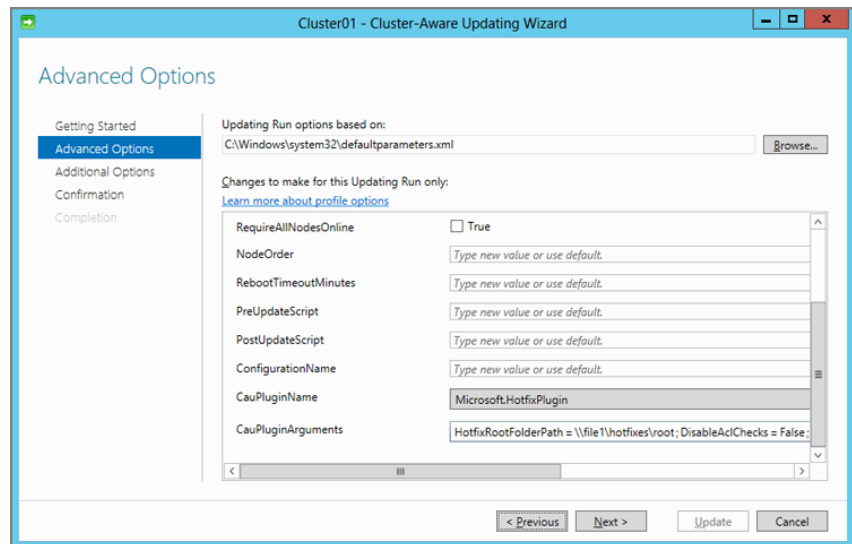 Cluster01 - Cluster-Aware Updating Wizard
Advanced Options
Getting Started
Advanced Options
Additional Options
Confirmation
Completion
Updating Run options based on:
C:\Windows\system32\defaultparameters.xml
Browse...
Changes to make for this Updating Run only:
Learn more about profile options
RequireAllNodesOnline True
NodeOrder Type new value or use default.
RebootTimeoutMinutes Type new value or use default.
PreUpdateScript Type new value or use default.
PostUpdateScript Type new value or use default.
ConfigurationName Type new value or use default.
CauPluginName Microsoft.HotfixPlugin
CauPluginArguments HotfixRootFolderPath = \\file1\hotfixes\root; DisableAclChecks = False;
< Previous Next > Update Cancel